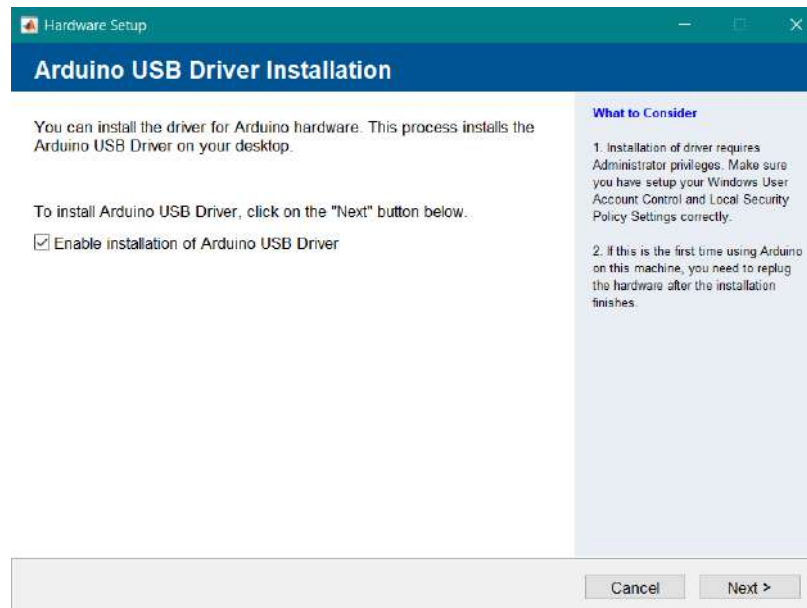 Hardware Setup
Arduino USB Driver Installation
You can install the driver for Arduino hardware. This process installs the
Arduino USB Driver on your desktop.
To install Arduino USB Driver, click on the "Next" button below.
Enable installation of Arduino USB Driver
What to Consider
1. Installation of driver requires
Administrator privileges. Make sure
you have setup your Windows User
Account Control and Local Security
Policy Settings correctly.
2. If this is the first time using Arduino
on this machine, you need to replug
the hardware after the installation
finishes.
Cancel
Next >